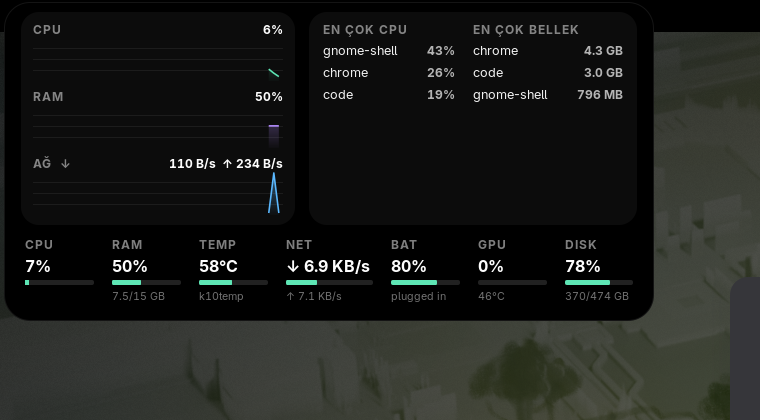 CPU 6%
RAM 50%
AĞ ↓ 110 B/s ↑ 234 B/s
EN ÇOK CPU
gnome-shell 43%
chrome 26%
code 19%
EN ÇOK BELLEK
chrome 4.3 GB
code 3.0 GB
gnome-shell 796 MB
CPU
7%
RAM
50%
7.5/15 GB
TEMP
58°C
k10temp
NET
↓ 6.9 KB/s
↑ 7.1 KB/s
BAT
80%
plugged in
GPU
0%
46°C
DISK
78%
370/474 GB